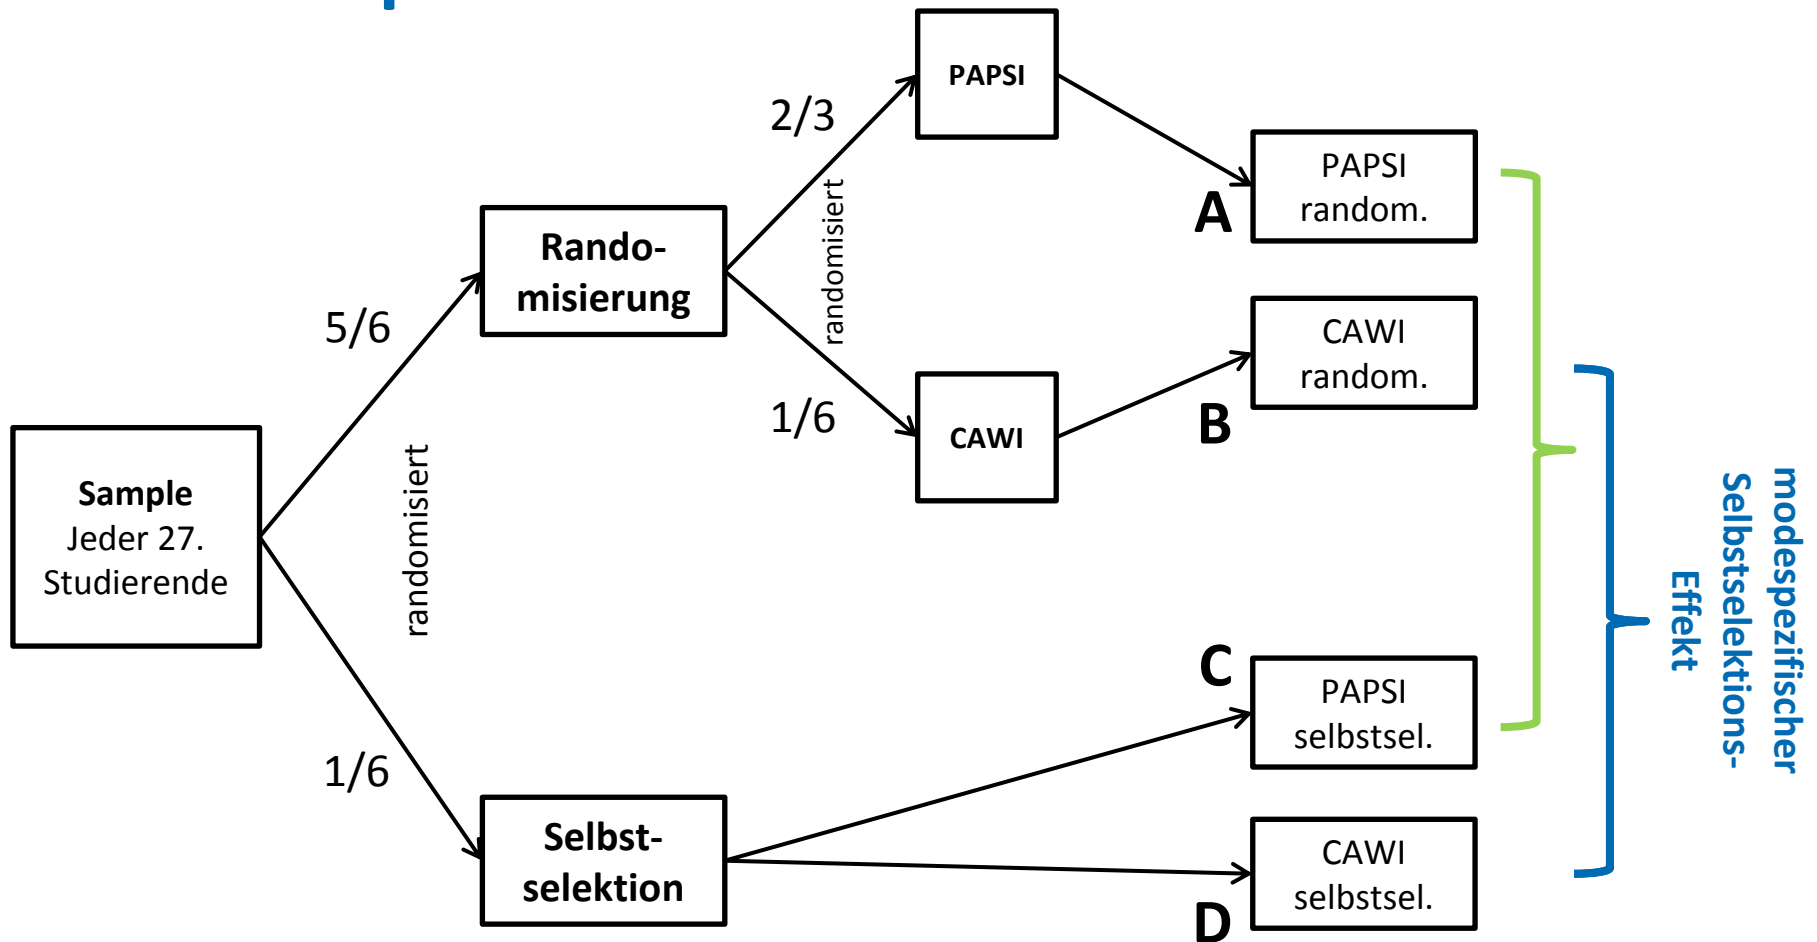 PAPSI
2/3
PAPSI
random.
A
randomisiert
Rando-
misierung
5/6
CAWI
random.
B
1/6
CAWI
Sample
Jeder 27.
Studierende
randomisiert
modespezifischer
Selbstselektions-
Effekt
C
PAPSI
selbstsel.
1/6
Selbst-
selektion
CAWI
selbstsel.
D